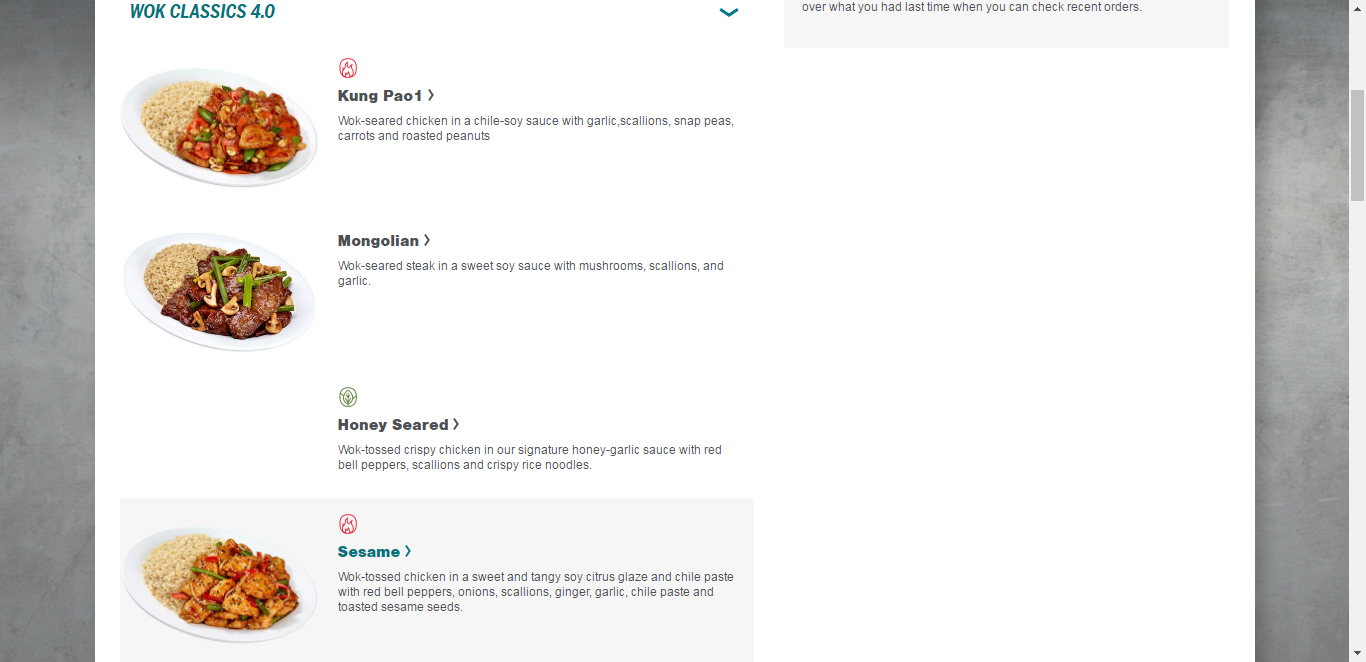 WOK CLASSICS 4.0
over what you had last time when you can check recent orders.
Kung Pao1
Wok-seared chicken in a chile-soy sauce with garlic,scallions, snap peas,
carrots and roasted peanuts
Mongolian
Wok-seared steak in a sweet soy sauce with mushrooms, scallions, and
garlic.
Honey Seared
Wok-tossed crispy chicken in our signature honey-garlic sauce with red
bell peppers, scallions and crispy rice noodles.
Sesame
Wok-tossed chicken in a sweet and tangy soy citrus glaze and chile paste
with red bell peppers, onions, scallions, ginger, garlic, chile paste and
toasted sesame seeds.